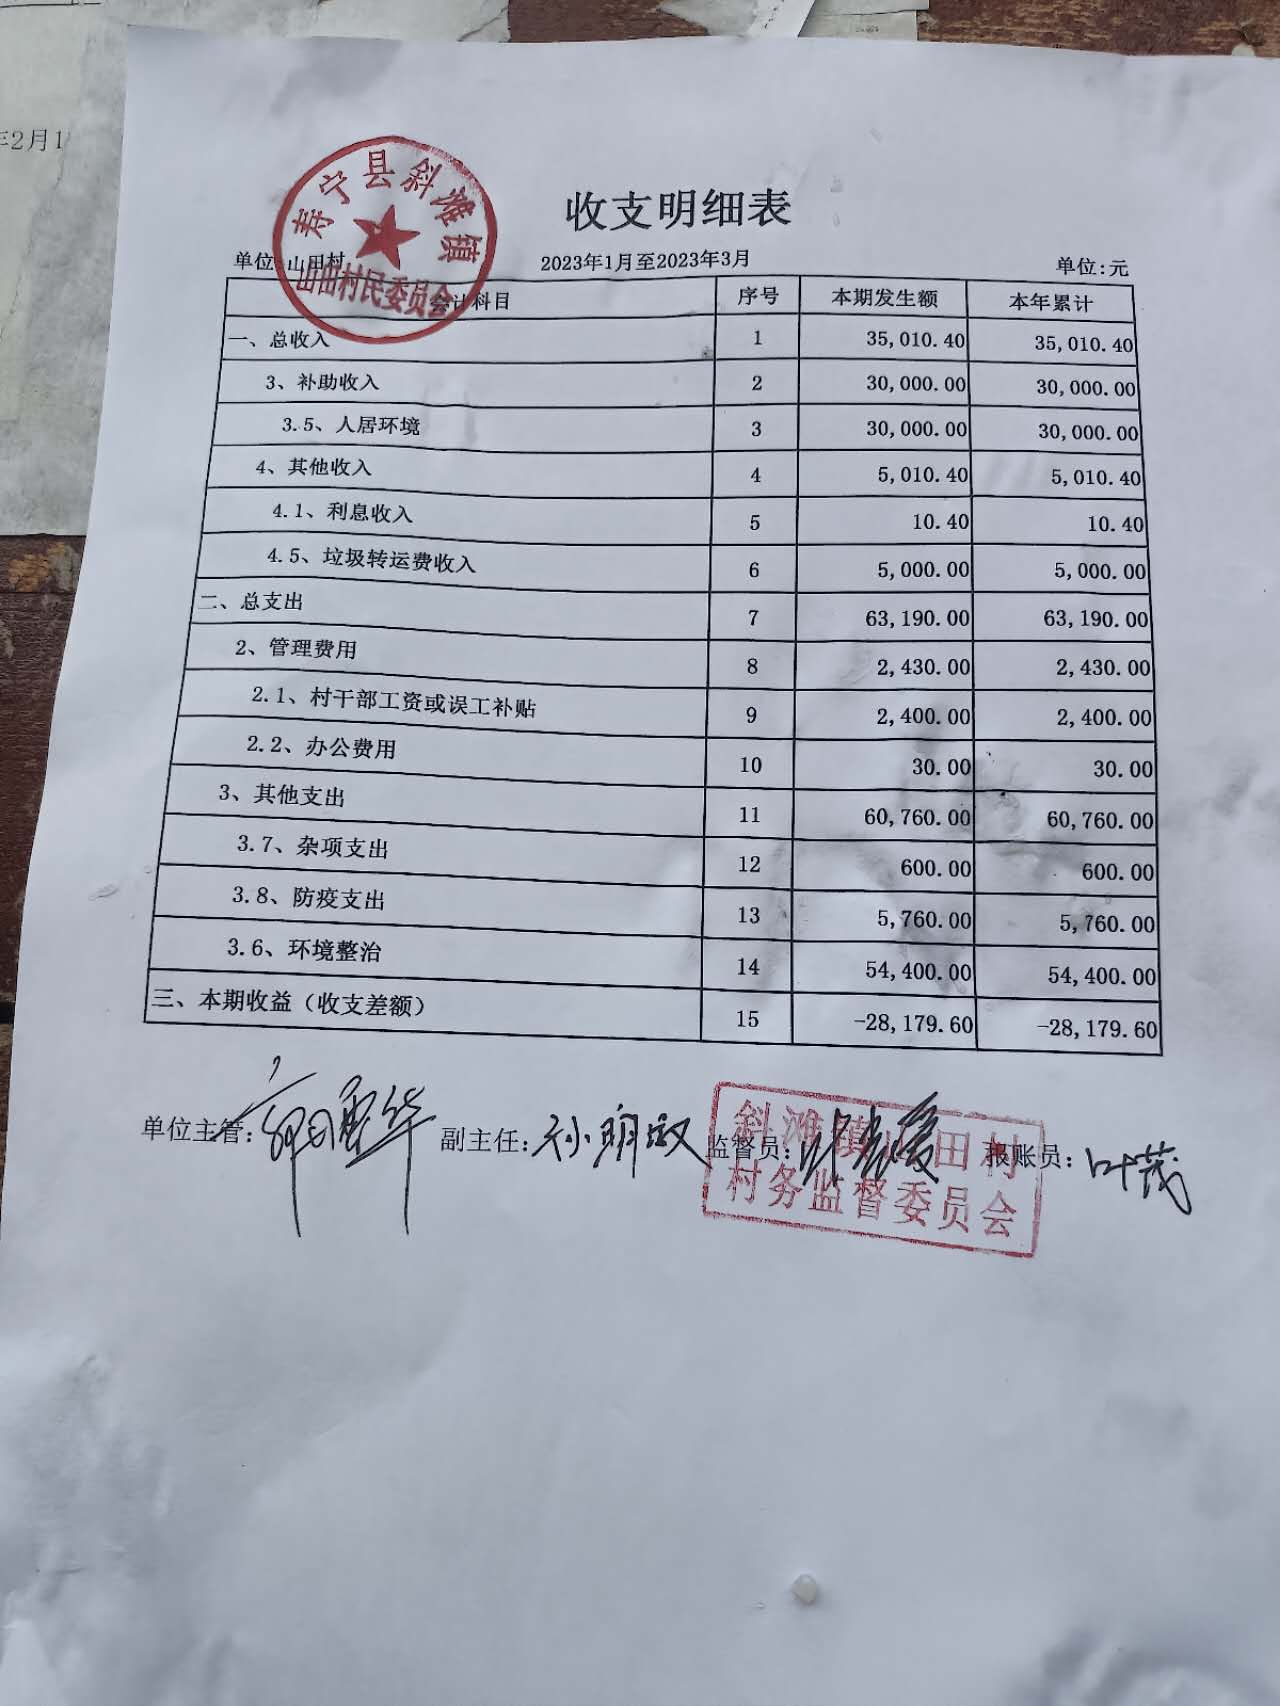 年2月1
寿宁县斜滩镇
山田村民委员会
收支明细表
单位:山田村 2023年1月至2023年3月 单位:元
会计科目 序号 本期发生额 本年累计
一、总收入 1 35,010.40 35,010.40
3、补助收入 2 30,000.00 30,000.00
3.5、人居环境 3 30,000.00 30,000.00
4、其他收入 4 5,010.40 5,010.40
4.1、利息收入 5 10.40 10.40
4.5、垃圾转运费收入 6 5,000.00 5,000.00
二、总支出 7 63,190.00 63,190.00
2、管理费用 8 2,430.00 2,430.00
2.1、村干部工资或误工补贴 9 2,400.00 2,400.00
2.2、办公费用 10 30.00 30.00
3、其他支出 11 60,760.00 60,760.00
3.7、杂项支出 12 600.00 600.00
3.8、防疫支出 13 5,760.00 5,760.00
3.6、环境整治 14 54,400.00 54,400.00
三、本期收益（收支差额） 15 -28,179.60 -28,179.60
单位主管: 副主任:孙明 监督员: 报账员:叶茂
斜滩镇山田村
村务监督委员会